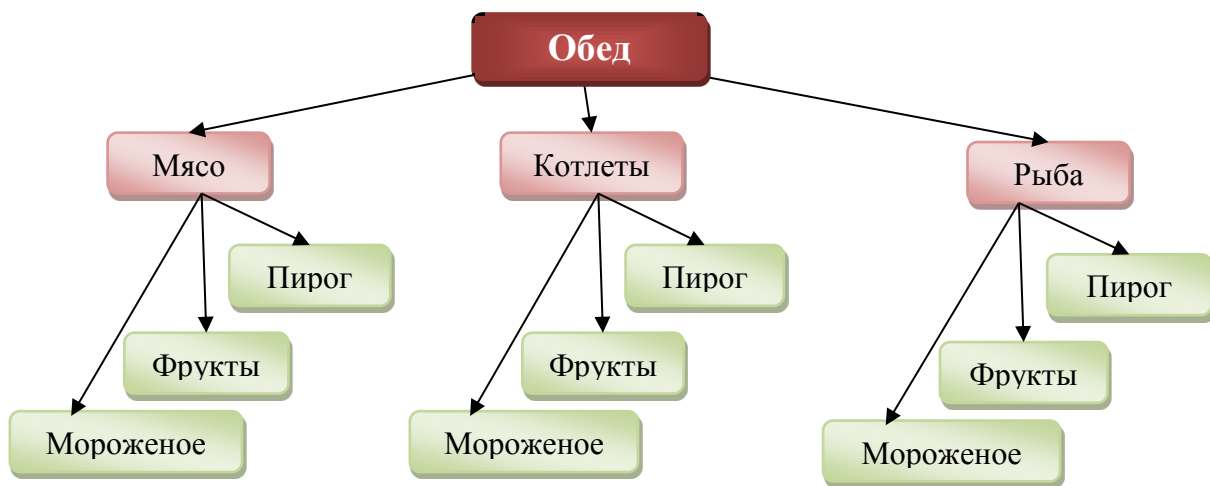 Обед
Мясо
Котлеты
Рыба
Пирог
Пирог
Пирог
Фрукты
Фрукты
Фрукты
Мороженое
Мороженое
Мороженое